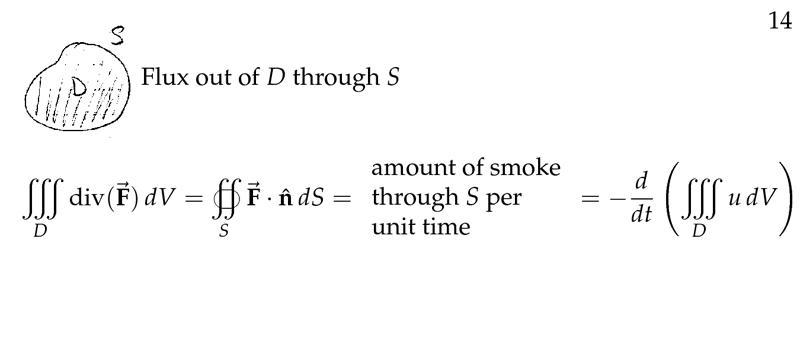 14
S
D
Flux out of D through S
∭_D div(F⃗) dV = ∯_S F⃗ · n̂ dS = amount of smoke through S per unit time = −d/dt (∭_D u dV)